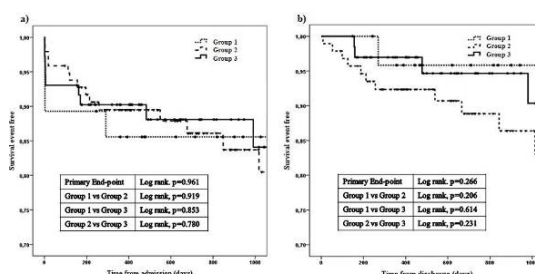 a)
Group 1
Group 2
Group 3
Survival event free
1,00
0,95
0,90
0,85
0,80
0,75
0,70
Primary End-point Log rank, p=0.961
Group 1 vs Group 2 Log rank, p=0.919
Group 1 vs Group 3 Log rank, p=0.853
Group 2 vs Group 3 Log rank, p=0.780
0 200 400 600 800 1000
Time from admission (days)
b)
Group 1
Group 2
Group 3
Survival event free
1,00
0,95
0,90
0,85
0,80
0,75
0,70
Primary End-point Log rank. p=0.266
Group 1 vs Group 2 Log rank, p=0.206
Group 1 vs Group 3 Log rank, p=0.614
Group 2 vs Group 3 Log rank, p=0.231
0 200 400 600 800 1000
Time from discharge (days)